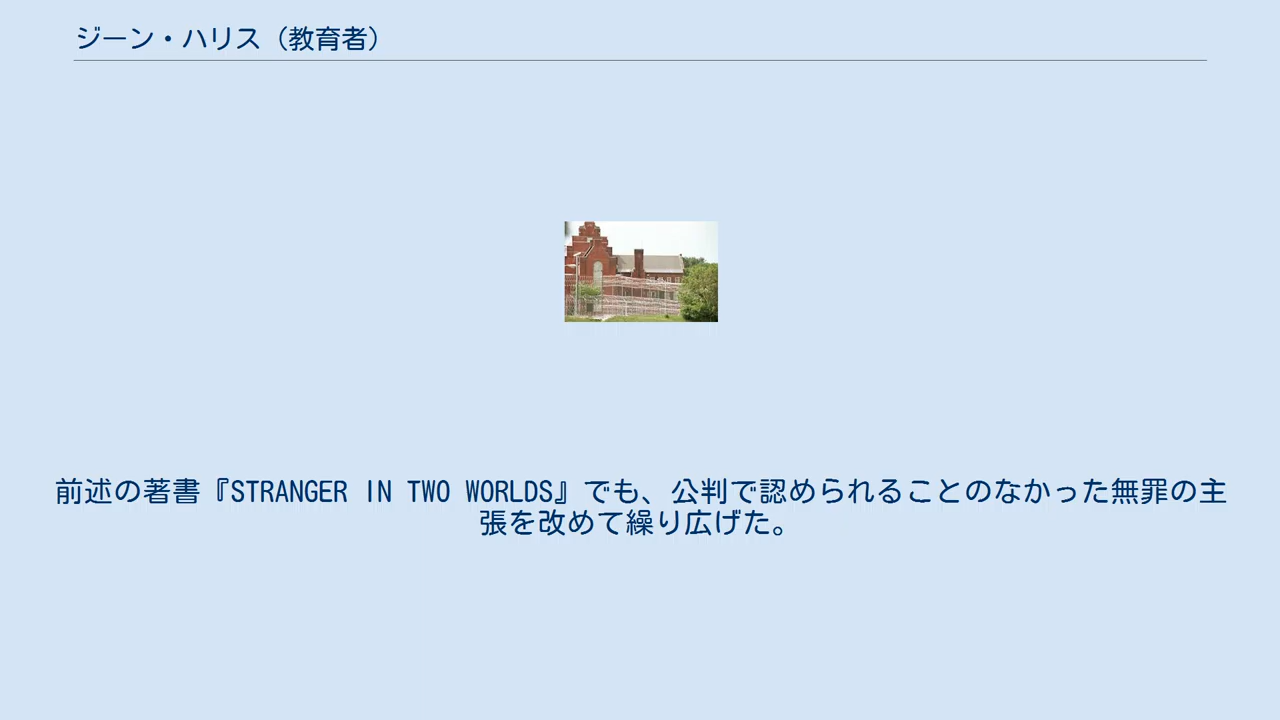 ジーン・ハリス（教育者）
前述の著書『STRANGER IN TWO WORLDS』でも、公判で認められることのなかった無罪の主
張を改めて繰り広げた。